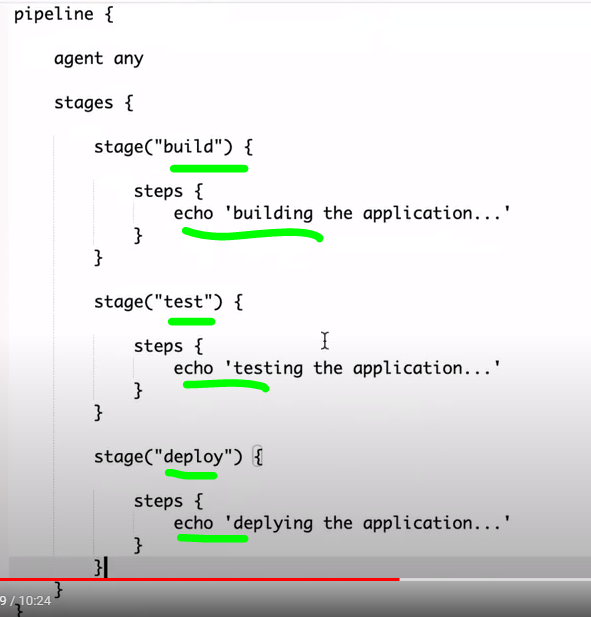 pipeline {
agent any
stages {
stage("build") {
steps {
echo 'building the application...'
}
}
stage("test") {
steps {
echo 'testing the application...'
}
}
stage("deploy") {
steps {
echo 'deplying the application...'
}
}
}
9 / 10:24
}